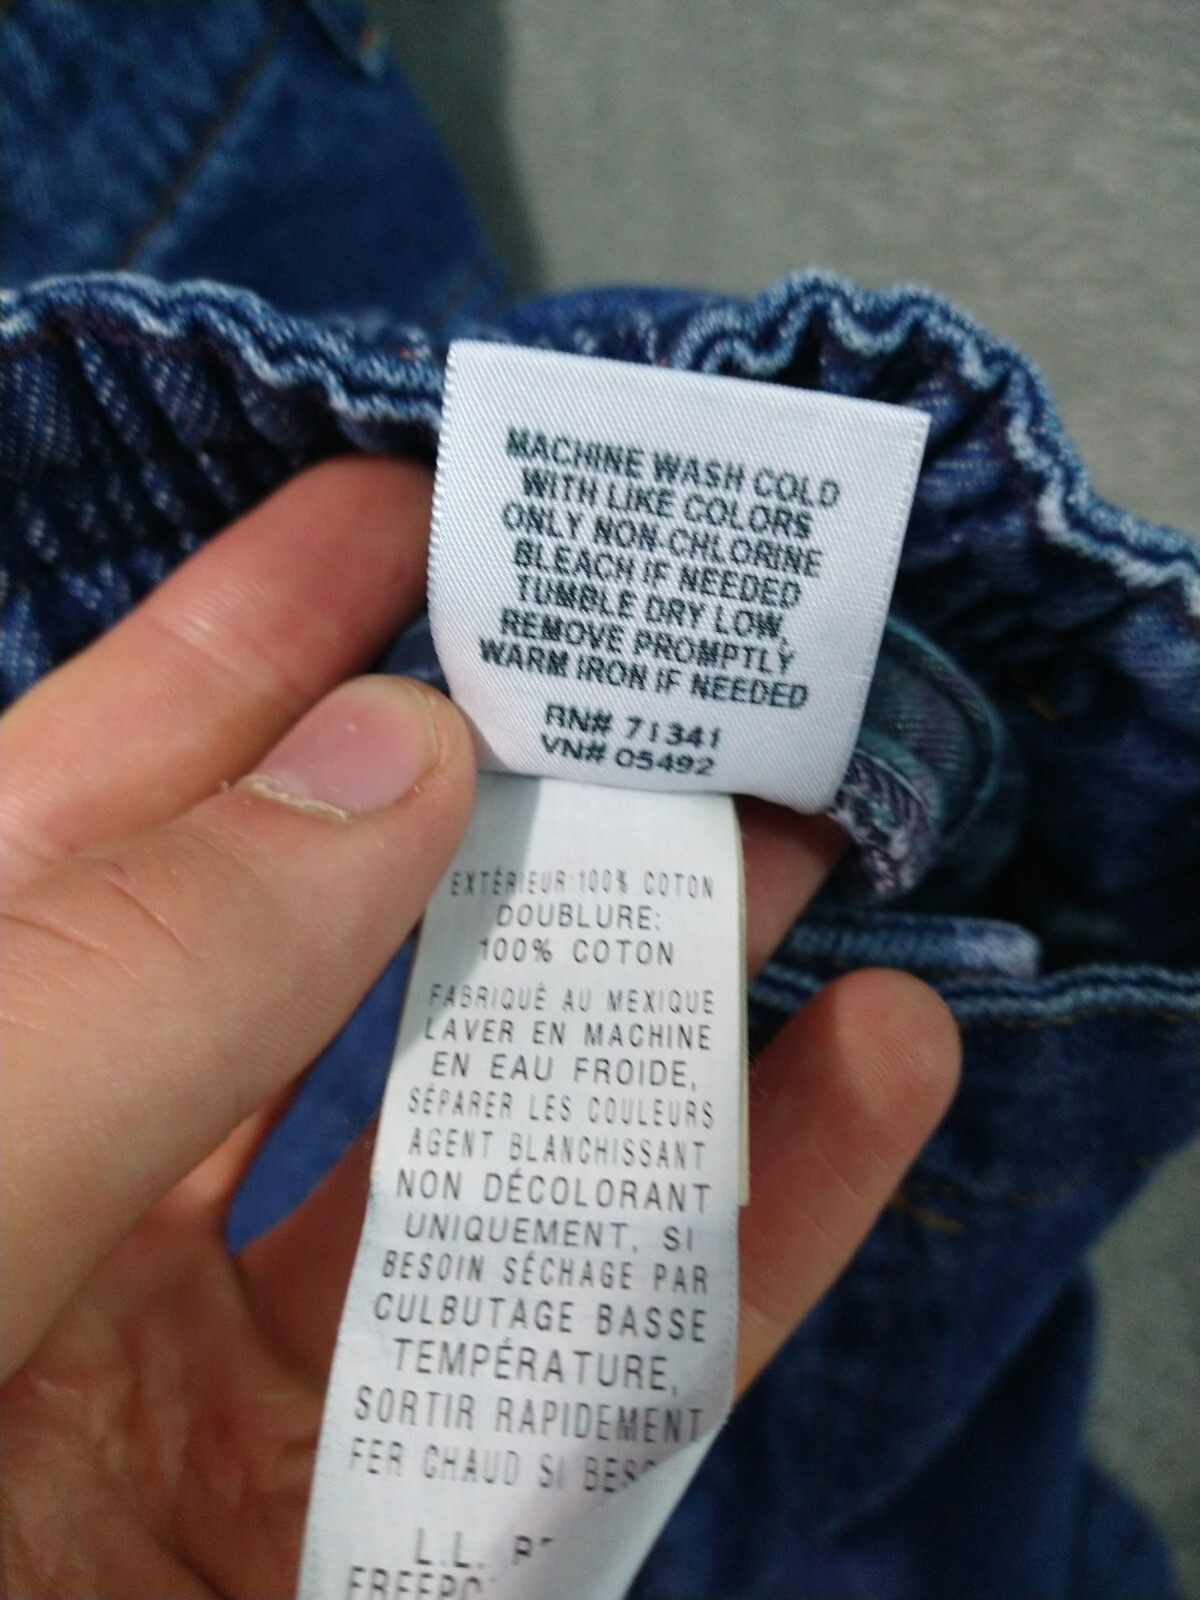 MACHINE WASH COLD
WITH LIKE COLORS
ONLY NON-CHLORINE
BLEACH IF NEEDED
TUMBLE DRY LOW,
REMOVE PROMPTLY
WARM IRON IF NEEDED
RN# 71341
VN# 05492
EXTÉRIEUR:100% COTON
DOUBLURE:
100% COTON
FABRIQUÉ AU MEXIQUE
LAVER EN MACHINE
EN EAU FROIDE,
SÉPARER LES COULEURS
AGENT BLANCHISSANT
NON DÉCOLORANT
UNIQUEMENT, SI
BESOIN SÉCHAGE PAR
CULBUTAGE BASSE
TEMPÉRATURE,
SORTIR RAPIDEMENT
FER CHAUD SI
L.L.